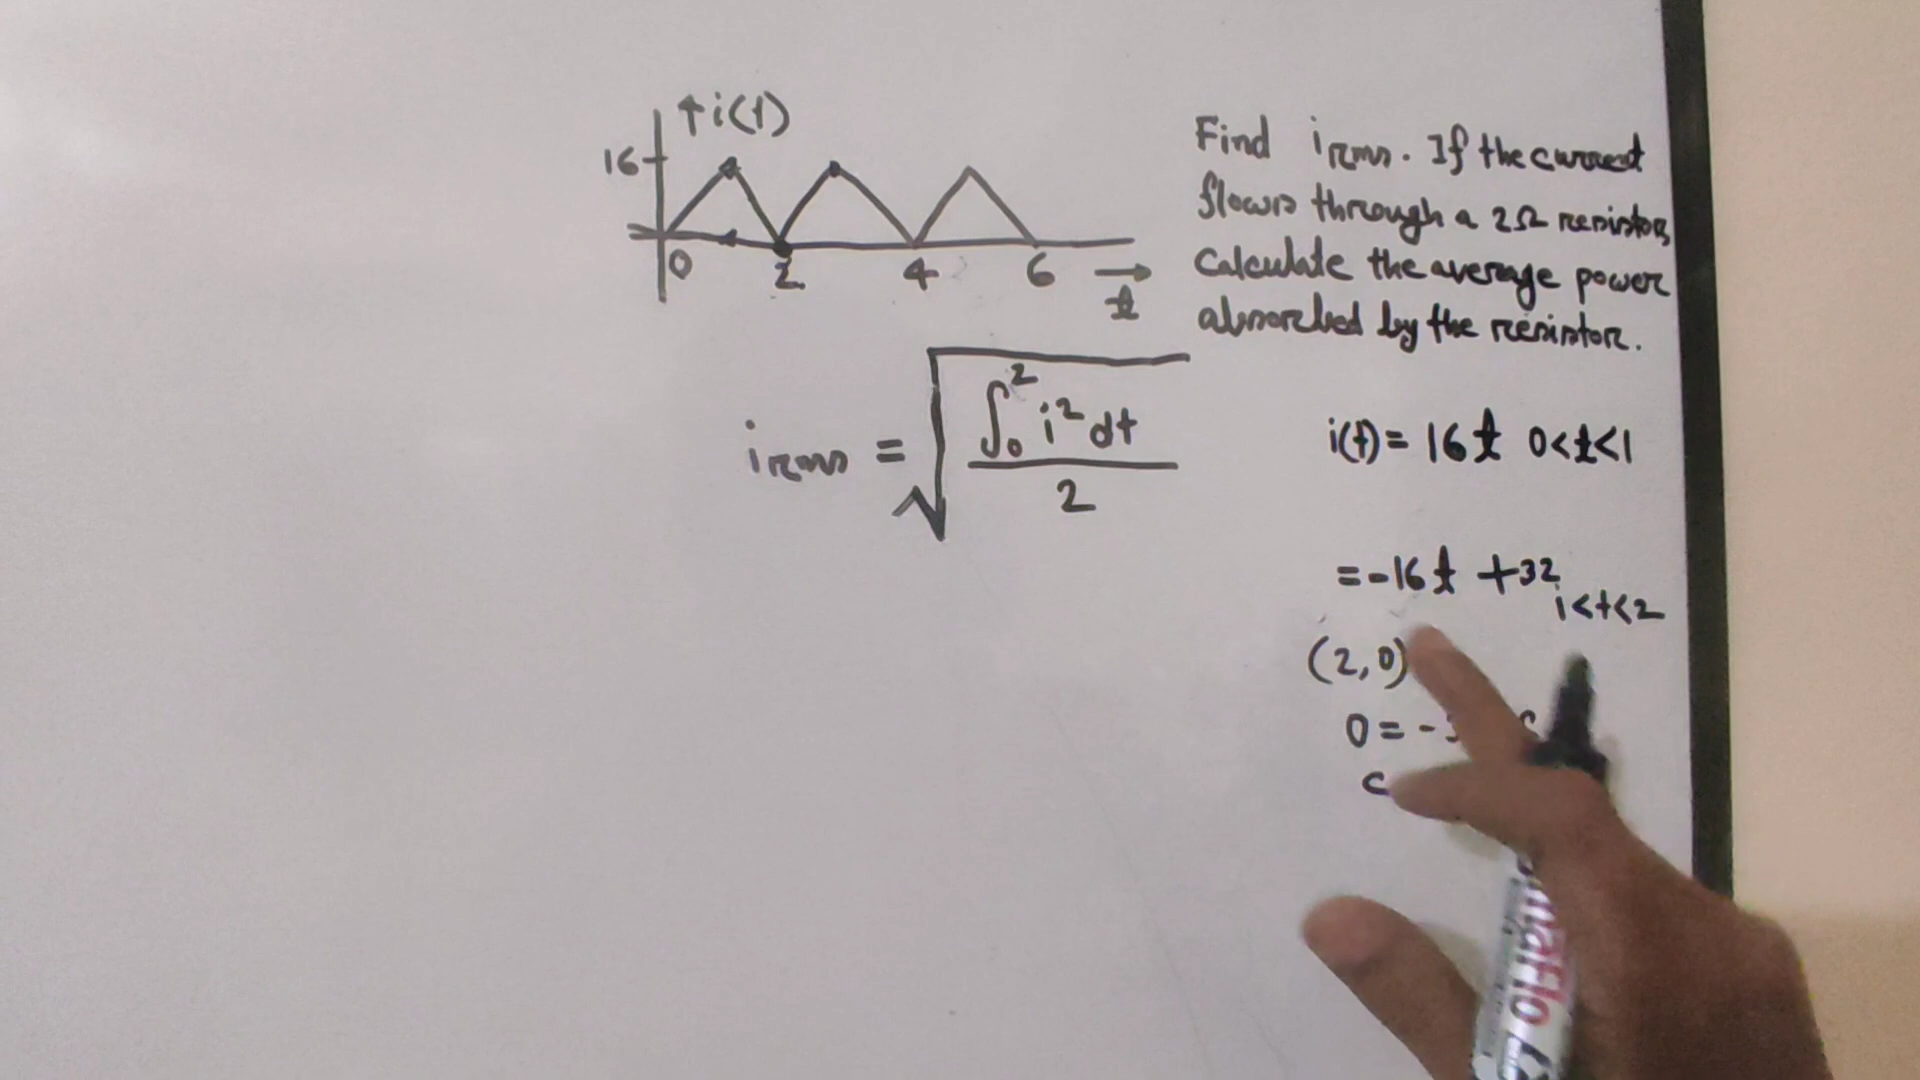 ↑ i(t)
16
0 2 4 6 → t
Find irms. If the current
flows through a 2Ω resistor,
Calculate the average power
absorbed by the resistor.
irms = √(∫₀² i² dt / 2)
i(t) = 16t 0<t<1
= -16t +32 1<t<2
(2,0)
0 = -
c